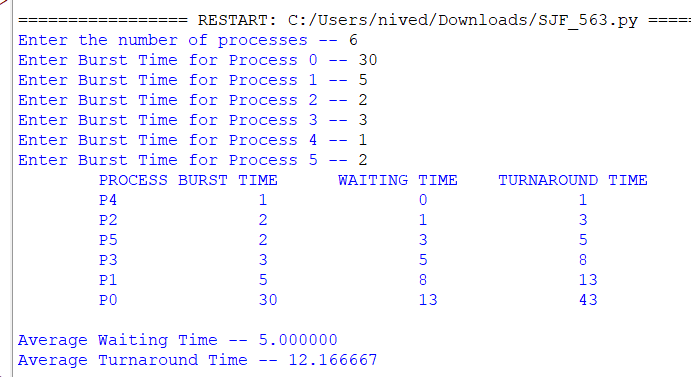 ================= RESTART: C:/Users/nived/Downloads/SJF_563.py =====
Enter the number of processes -- 6
Enter Burst Time for Process 0 -- 30
Enter Burst Time for Process 1 -- 5
Enter Burst Time for Process 2 -- 2
Enter Burst Time for Process 3 -- 3
Enter Burst Time for Process 4 -- 1
Enter Burst Time for Process 5 -- 2
PROCESS BURST TIME WAITING TIME TURNAROUND TIME
P4 1 0 1
P2 2 1 3
P5 2 3 5
P3 3 5 8
P1 5 8 13
P0 30 13 43
Average Waiting Time -- 5.000000
Average Turnaround Time -- 12.166667